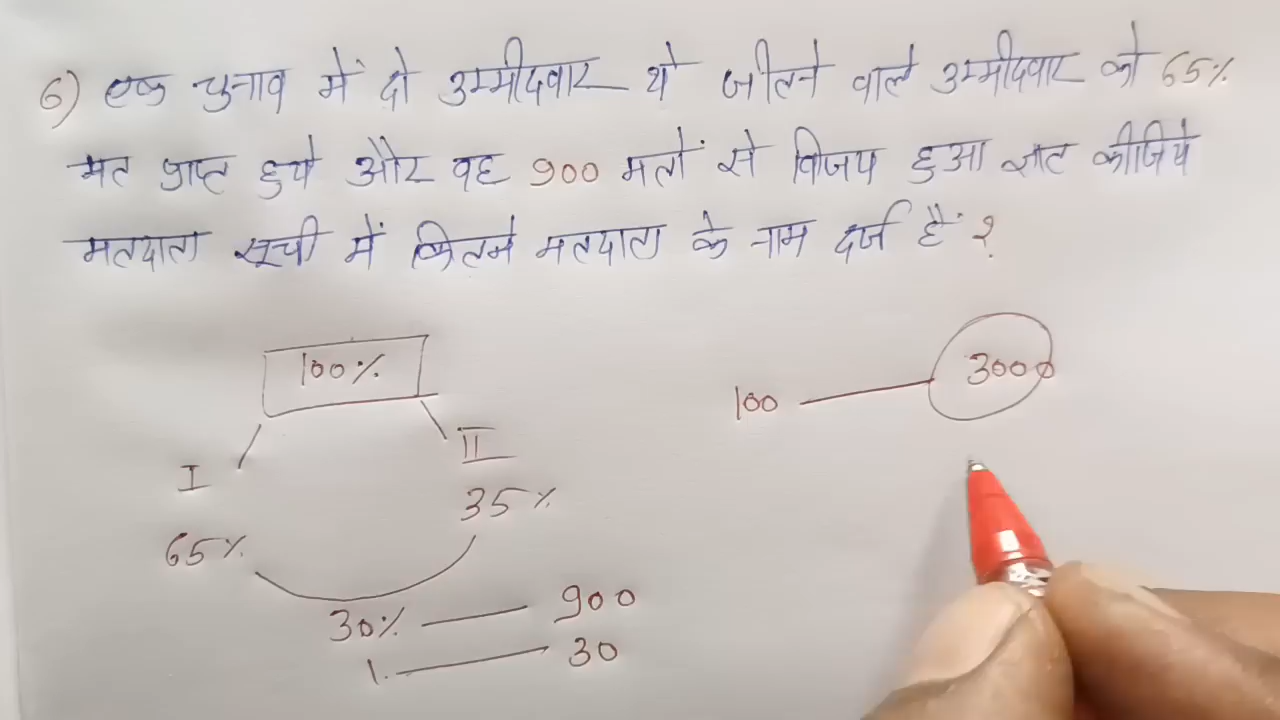 6) एक चुनाव में दो उम्मीदवार थे जीतने वाले उम्मीदवार को 65%
मत प्राप्त हुये और वह 900 मतों से विजय हुआ ज्ञात कीजिये
मतदाता सूची में कितने मतदाता के नाम दर्ज हैं ?
100%
100 — 3000
I II
65% 35%
30% — 900
1. — 30